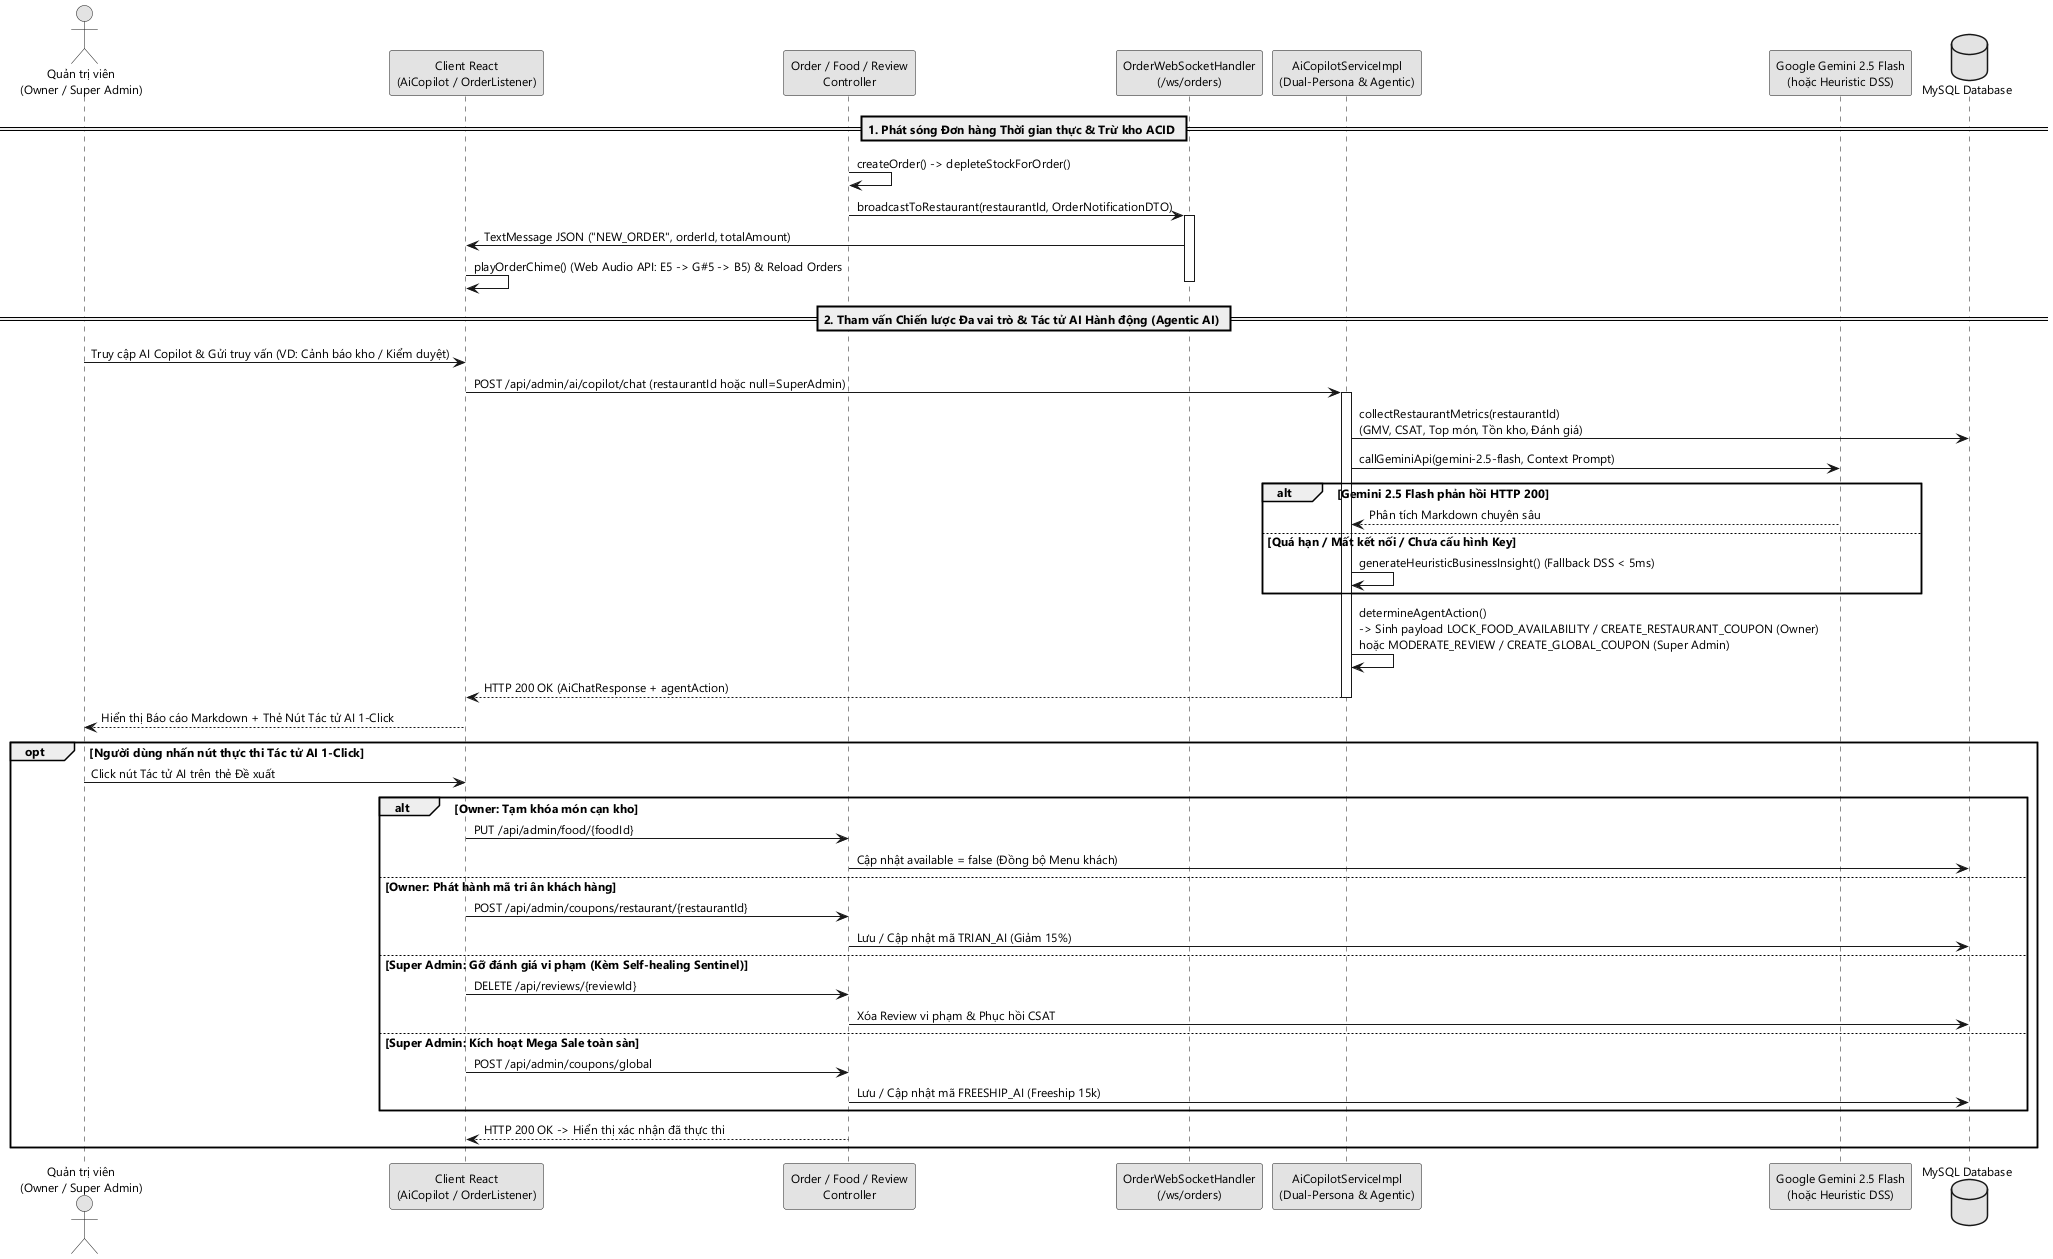 Quản trị viên
(Owner / Super Admin)
Client React
(AiCopilot / OrderListener)
Order / Food / Review
Controller
OrderWebSocketHandler
(/ws/orders)
AiCopilotServiceImpl
(Dual-Persona & Agentic)
Google Gemini 2.5 Flash
(hoặc Heuristic DSS)
MySQL Database
1. Phát sóng Đơn hàng Thời gian thực & Trừ kho ACID
createOrder() -> depleteStockForOrder()
broadcastToRestaurant(restaurantId, OrderNotificationDTO)
TextMessage JSON ("NEW_ORDER", orderId, totalAmount)
playOrderChime() (Web Audio API: E5 -> G#5 -> B5) & Reload Orders
2. Tham vấn Chiến lược Đa vai trò & Tác tử AI Hành động (Agentic AI)
Truy cập AI Copilot & Gửi truy vấn (VD: Cảnh báo kho / Kiểm duyệt)
POST /api/admin/ai/copilot/chat (restaurantId hoặc null=SuperAdmin)
collectRestaurantMetrics(restaurantId)
(GMV, CSAT, Top món, Tồn kho, Đánh giá)
callGeminiApi(gemini-2.5-flash, Context Prompt)
alt [Gemini 2.5 Flash phản hồi HTTP 200]
Phân tích Markdown chuyên sâu
[Quá hạn / Mất kết nối / Chưa cấu hình Key]
generateHeuristicBusinessInsight() (Fallback DSS < 5ms)
determineAgentAction()
-> Sinh payload LOCK_FOOD_AVAILABILITY / CREATE_RESTAURANT_COUPON (Owner)
hoặc MODERATE_REVIEW / CREATE_GLOBAL_COUPON (Super Admin)
HTTP 200 OK (AiChatResponse + agentAction)
Hiển thị Báo cáo Markdown + Thẻ Nút Tác tử AI 1-Click
opt [Người dùng nhấn nút thực thi Tác tử AI 1-Click]
Click nút Tác tử AI trên thẻ Đề xuất
alt [Owner: Tạm khóa món cạn kho]
PUT /api/admin/food/{foodId}
Cập nhật available = false (Đồng bộ Menu khách)
[Owner: Phát hành mã tri ân khách hàng]
POST /api/admin/coupons/restaurant/{restaurantId}
Lưu / Cập nhật mã TRIAN_AI (Giảm 15%)
[Super Admin: Gỡ đánh giá vi phạm (Kèm Self-healing Sentinel)]
DELETE /api/reviews/{reviewId}
Xóa Review vi phạm & Phục hồi CSAT
[Super Admin: Kích hoạt Mega Sale toàn sàn]
POST /api/admin/coupons/global
Lưu / Cập nhật mã FREESHIP_AI (Freeship 15k)
HTTP 200 OK -> Hiển thị xác nhận đã thực thi
Quản trị viên
(Owner / Super Admin)
Client React
(AiCopilot / OrderListener)
Order / Food / Review
Controller
OrderWebSocketHandler
(/ws/orders)
AiCopilotServiceImpl
(Dual-Persona & Agentic)
Google Gemini 2.5 Flash
(hoặc Heuristic DSS)
MySQL Database